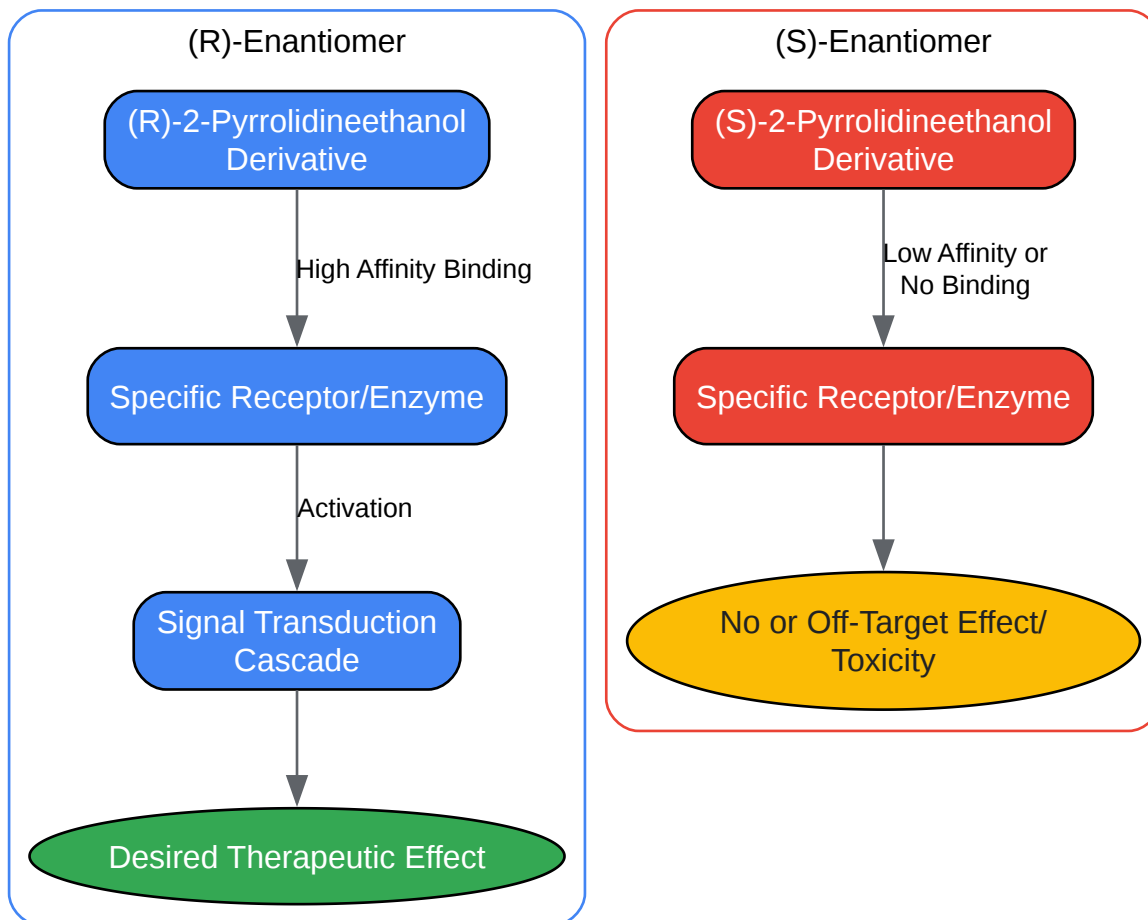 (R)-Enantiomer
(R)-2-Pyrrolidineethanol
Derivative
High Affinity Binding
Specific Receptor/Enzyme
Activation
Signal Transduction
Cascade
Desired Therapeutic Effect
(S)-Enantiomer
(S)-2-Pyrrolidineethanol
Derivative
Low Affinity or
No Binding
Specific Receptor/Enzyme
No or Off-Target Effect/
Toxicity